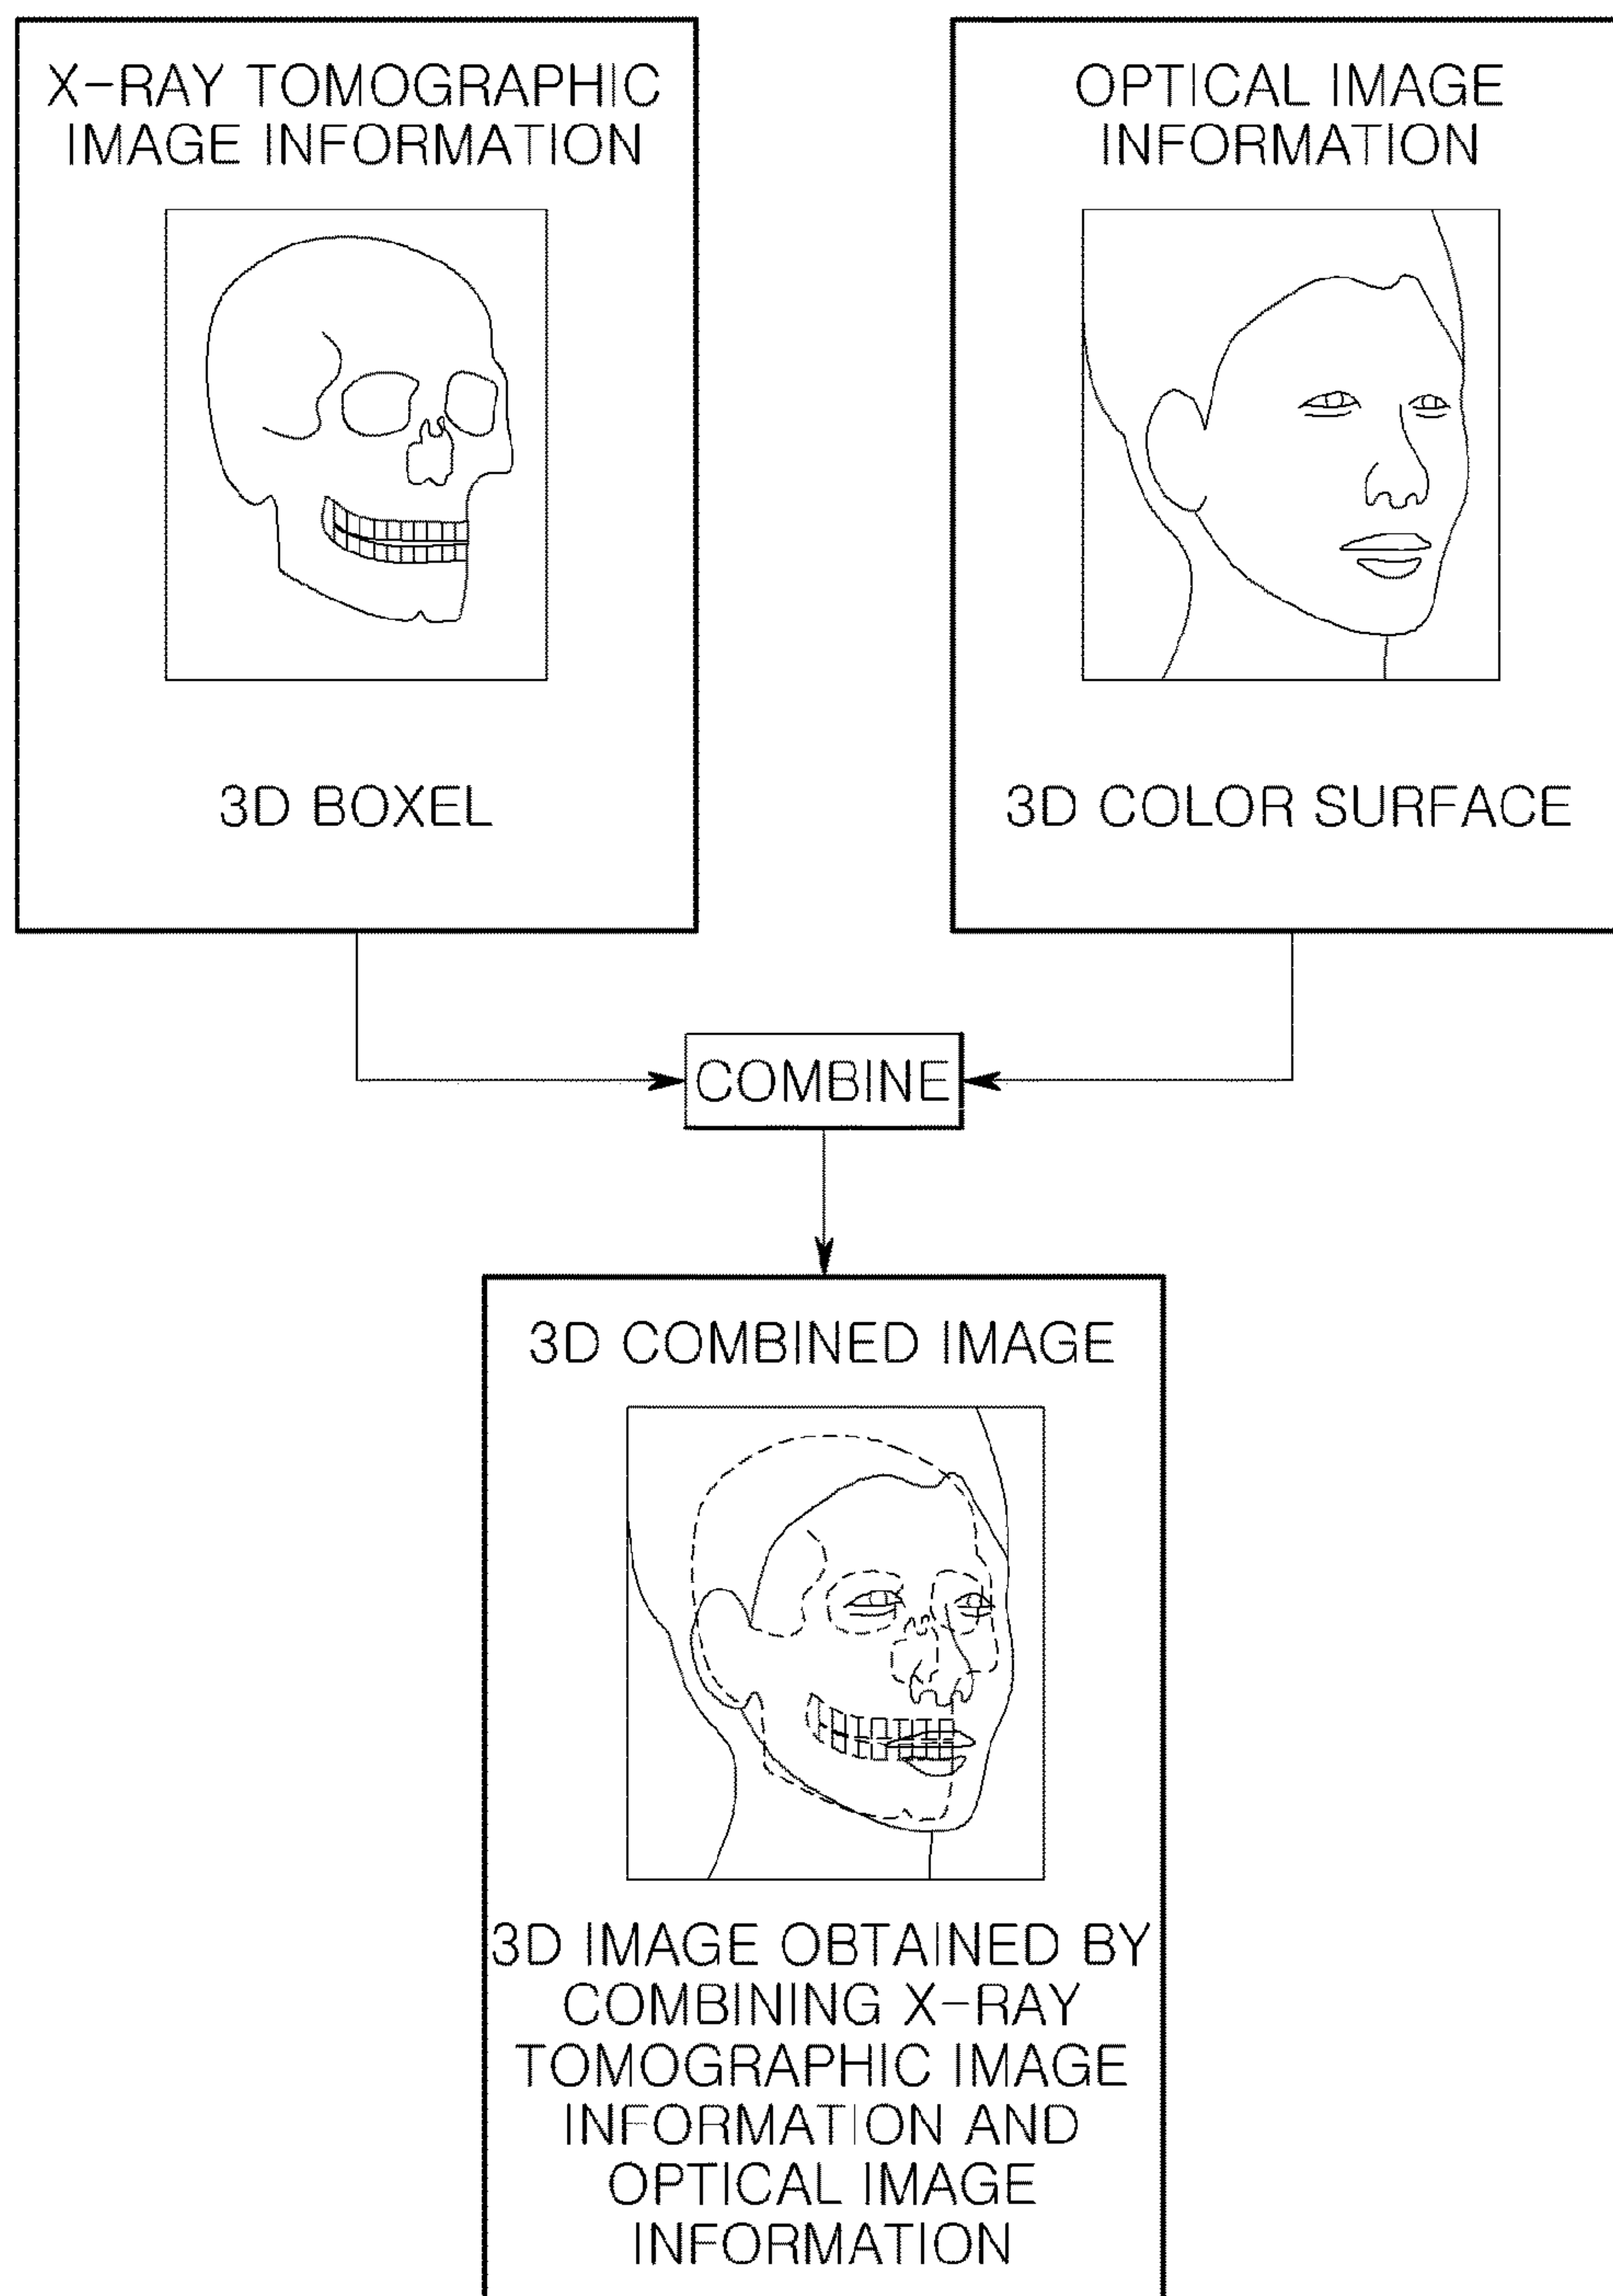 X-RAY TOMOGRAPHIC
IMAGE INFORMATION
3D BOXEL
OPTICAL IMAGE
INFORMATION
3D COLOR SURFACE
COMBINE
3D COMBINED IMAGE
3D IMAGE OBTAINED BY
COMBINING X-RAY
TOMOGRAPHIC IMAGE
INFORMATION AND
OPTICAL IMAGE
INFORMATION